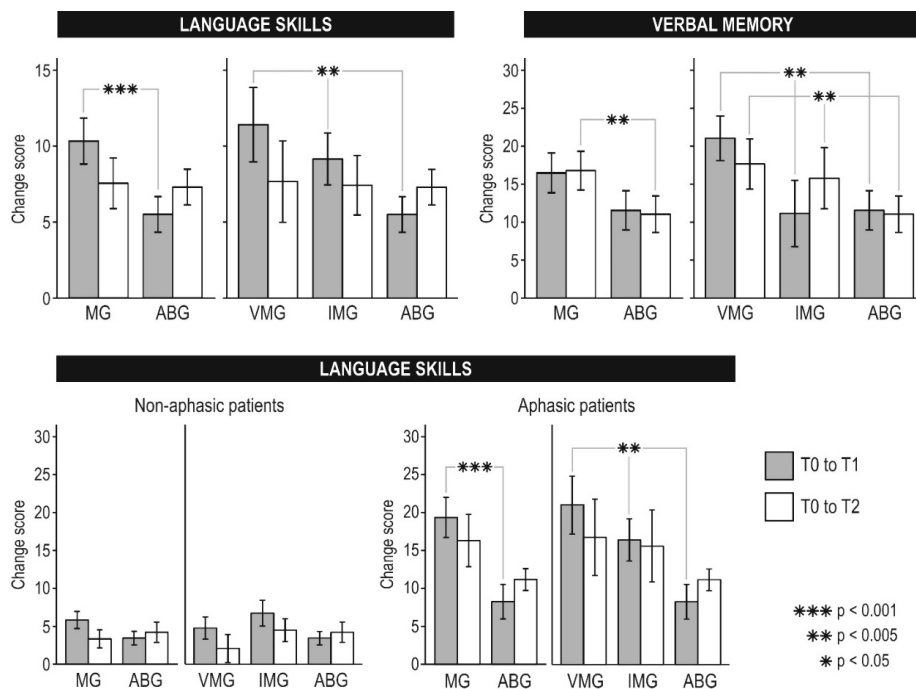 LANGUAGE SKILLS
Change score
15
10
5
0
***
**
MG ABG VMG IMG ABG
VERBAL MEMORY
Change score
30
25
20
15
10
5
0
**
**
**
MG ABG VMG IMG ABG
LANGUAGE SKILLS
Non-aphasic patients
Change score
30
25
20
15
10
5
0
MG ABG VMG IMG ABG
Aphasic patients
Change score
30
25
20
15
10
5
0
***
**
MG ABG VMG IMG ABG
T0 to T1
T0 to T2
*** p < 0.001
** p < 0.005
* p < 0.05